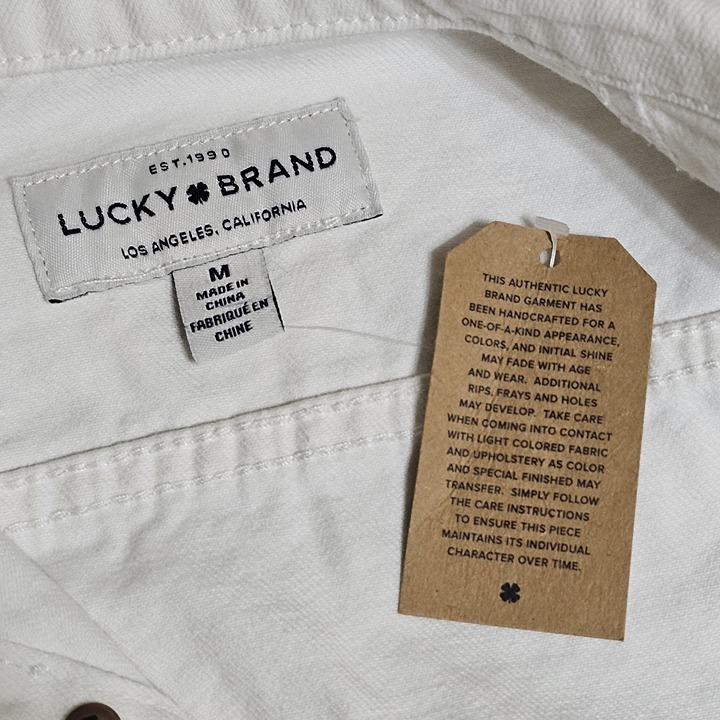 EST.1990
LUCKY BRAND
LOS ANGELES, CALIFORNIA
M
MADE IN
CHINA
FABRIQUÉ EN
CHINE
THIS AUTHENTIC LUCKY
BRAND GARMENT HAS
BEEN HANDCRAFTED FOR A
ONE-OF-A-KIND APPEARANCE,
COLORS, AND INITIAL SHINE
MAY FADE WITH AGE
AND WEAR. ADDITIONAL
RIPS, FRAYS AND HOLES
MAY DEVELOP. TAKE CARE
WHEN COMING INTO CONTACT
WITH LIGHT COLORED FABRIC
AND UPHOLSTERY AS COLOR
AND SPECIAL FINISHED MAY
TRANSFER. SIMPLY FOLLOW
THE CARE INSTRUCTIONS
TO ENSURE THIS PIECE
MAINTAINS ITS INDIVIDUAL
CHARACTER OVER TIME.